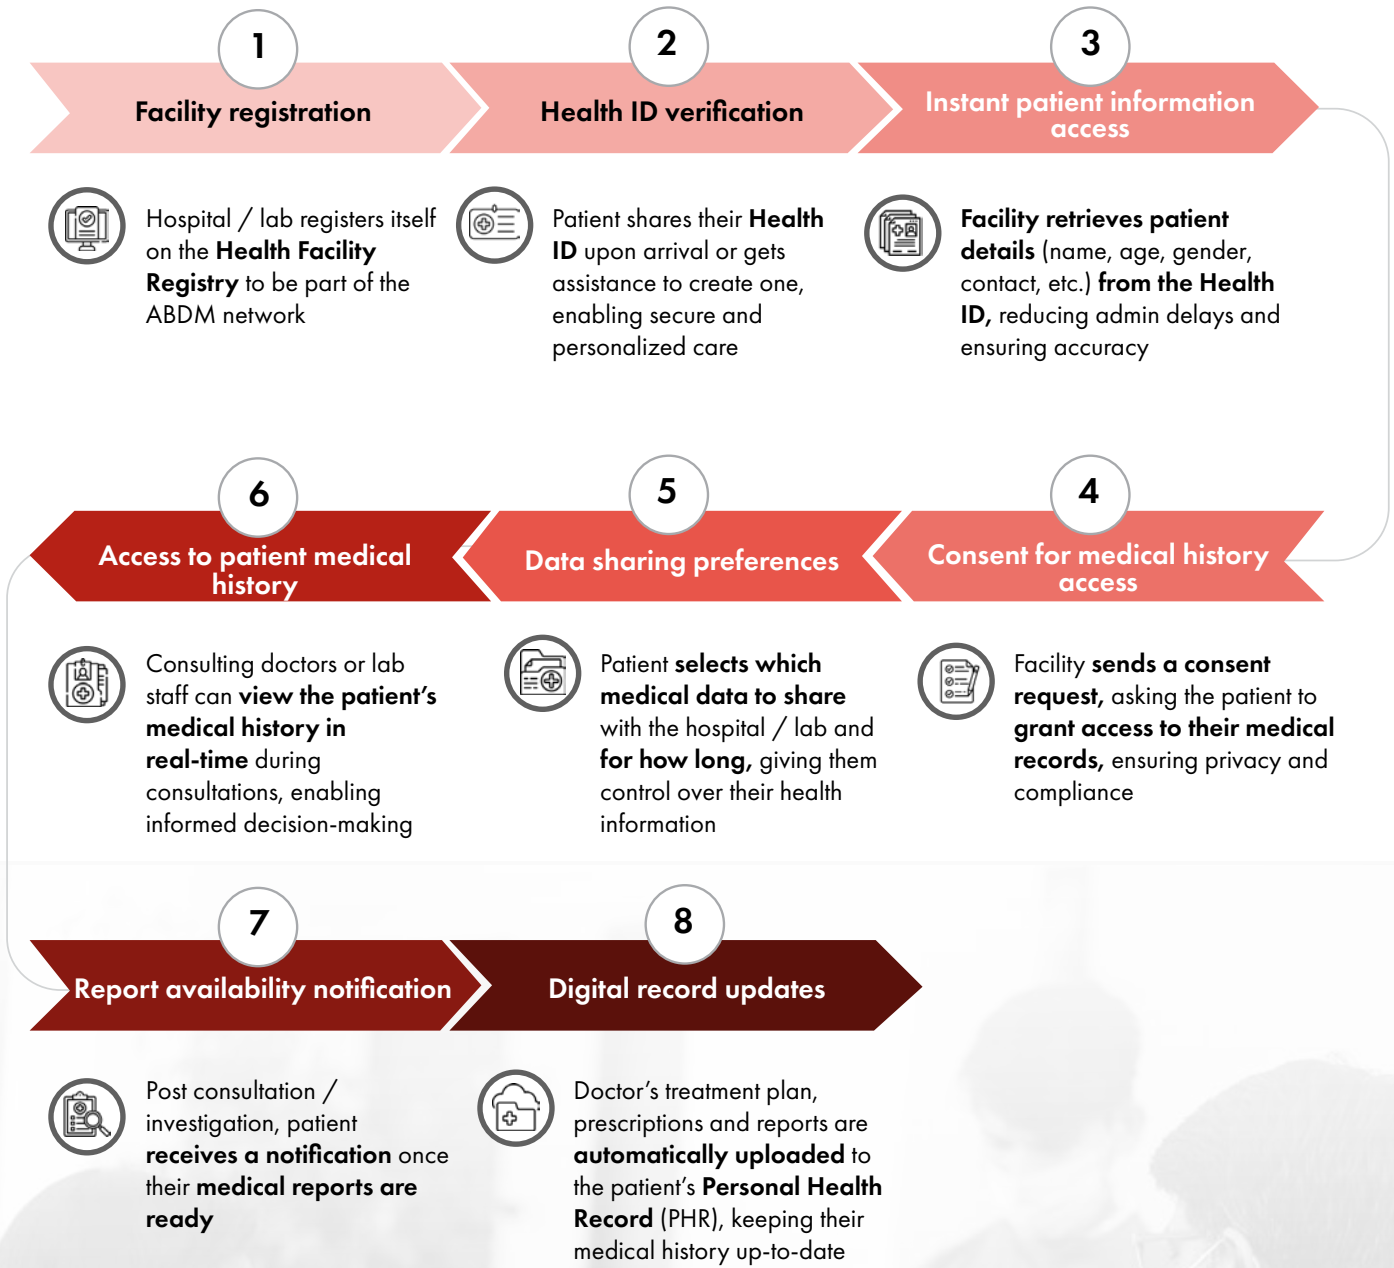 1
Facility registration
Hospital / lab registers itself
on the Health Facility
Registry to be part of the
ABDM network
2
Health ID verification
Patient shares their Health
ID upon arrival or gets
assistance to create one,
enabling secure and
personalized care
3
Instant patient information
access
Facility retrieves patient
details (name, age, gender,
contact, etc.) from the Health
ID, reducing admin delays and
ensuring accuracy
4
Consent for medical history
access
Facility sends a consent
request, asking the patient to
grant access to their medical
records, ensuring privacy and
compliance
5
Data sharing preferences
Patient selects which
medical data to share
with the hospital / lab and
for how long, giving them
control over their health
information
6
Access to patient medical
history
Consulting doctors or lab
staff can view the patient’s
medical history in
real-time during
consultations, enabling
informed decision-making
7
Report availability notification
Post consultation /
investigation, patient
receives a notification once
their medical reports are
ready
8
Digital record updates
Doctor’s treatment plan,
prescriptions and reports are
automatically uploaded to
the patient’s Personal Health
Record (PHR), keeping their
medical history up-to-date